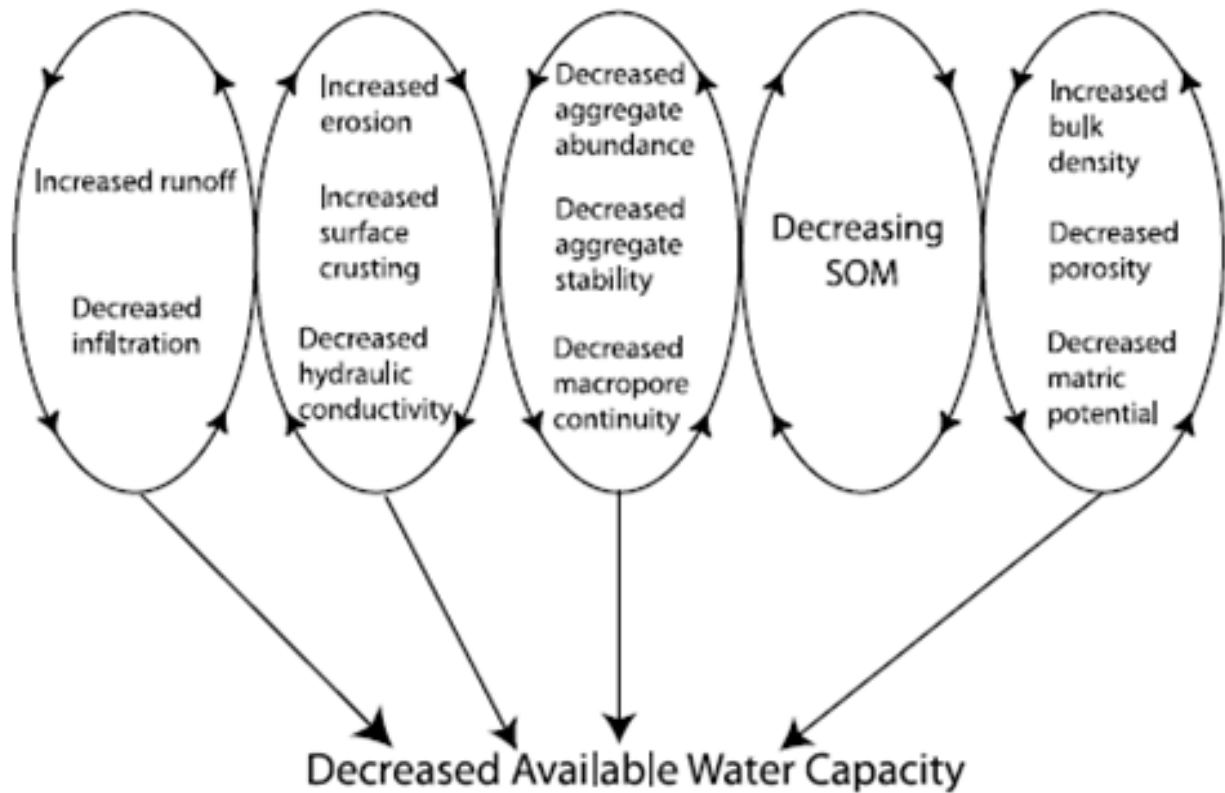 Increased runoff
Decreased
infiltration
Increased
erosion
Increased
surface
crusting
Decreased
hydraulic
conductivity
Decreased
aggregate
abundance
Decreased
aggregate
stability
Decreased
macropore
continuity
Decreasing
SOM
Increased
bulk
density
Decreased
porosity
Decreased
matric
potential
Decreased Available Water Capacity